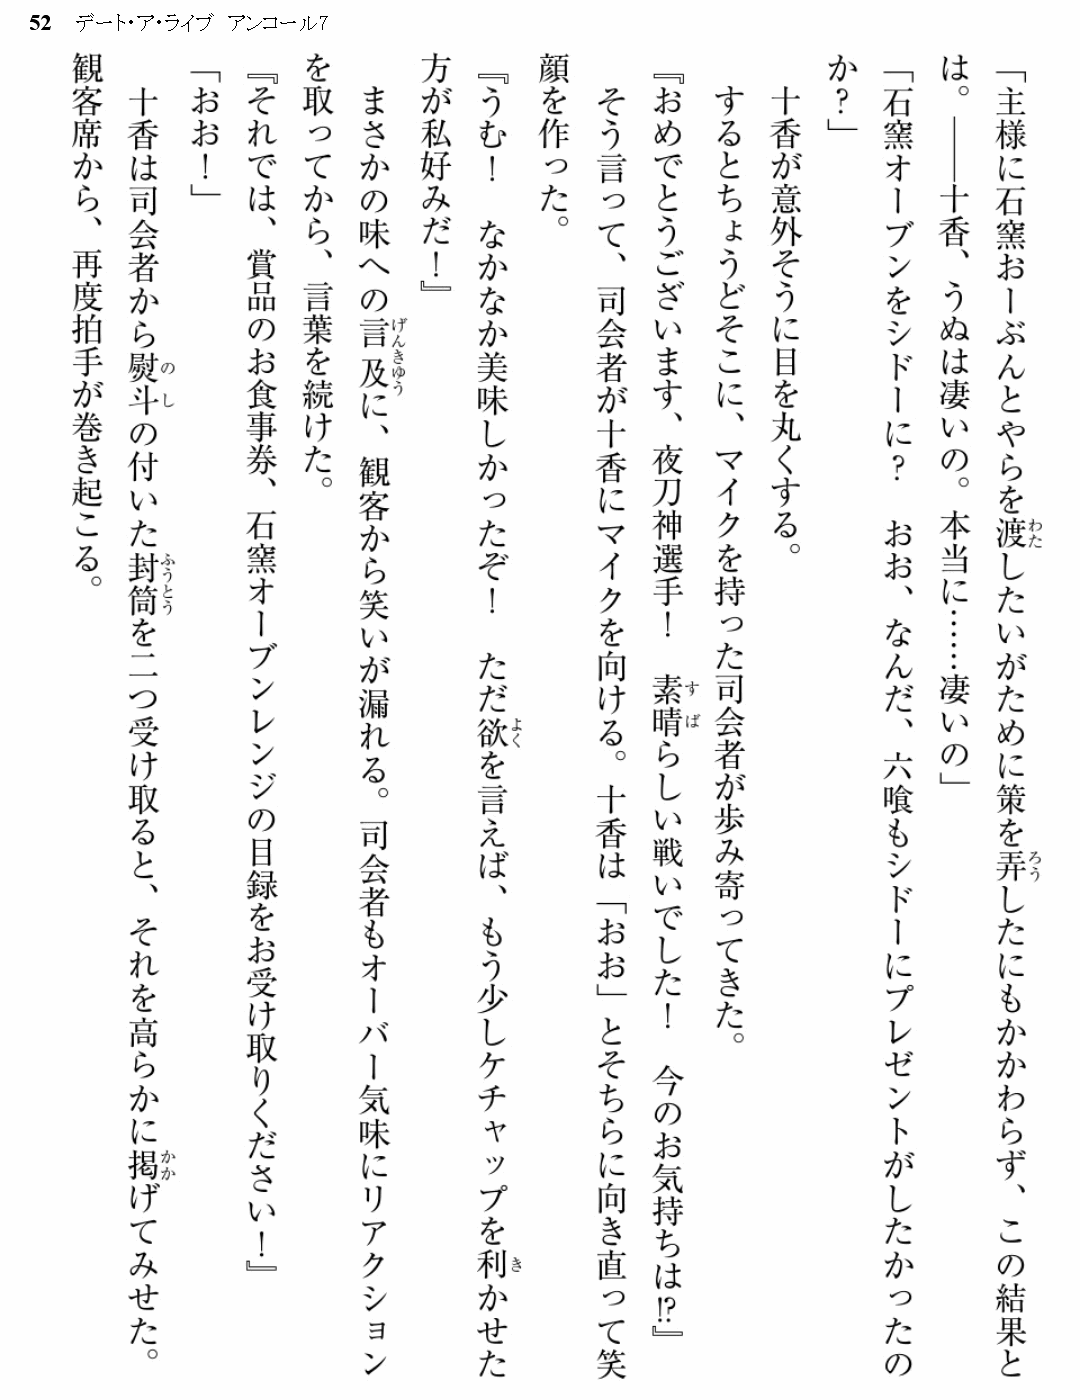 52 デート・ア・ライブ アンコール7
「主様に石窯おーぶんとやらを渡したいがために策を弄したにもかかわらず、この結果と
は。――十香、うぬは凄いの。本当に……凄いの」
「石窯オーブンをシドーに? おお、なんだ、六喰もシドーにプレゼントがしたかったの
か?」
十香が意外そうに目を丸くする。
するとちょうどそこに、マイクを持った司会者が歩み寄ってきた。
『おめでとうございます、夜刀神選手! 素晴らしい戦いでした! 今のお気持ちは!?』
そう言って、司会者が十香にマイクを向ける。十香は「おお」とそちらに向き直って笑
顔を作った。
『うむ! なかなか美味しかったぞ! ただ欲を言えば、もう少しケチャップを利かせた
方が私好みだ!』
まさかの味への言及に、観客から笑いが漏れる。司会者もオーバー気味にリアクション
を取ってから、言葉を続けた。
『それでは、賞品のお食事券、石窯オーブンレンジの目録をお受け取りください!』
「おお!」
十香は司会者から熨斗の付いた封筒を二つ受け取ると、それを高らかに掲げてみせた。
観客席から、再度拍手が巻き起こる。